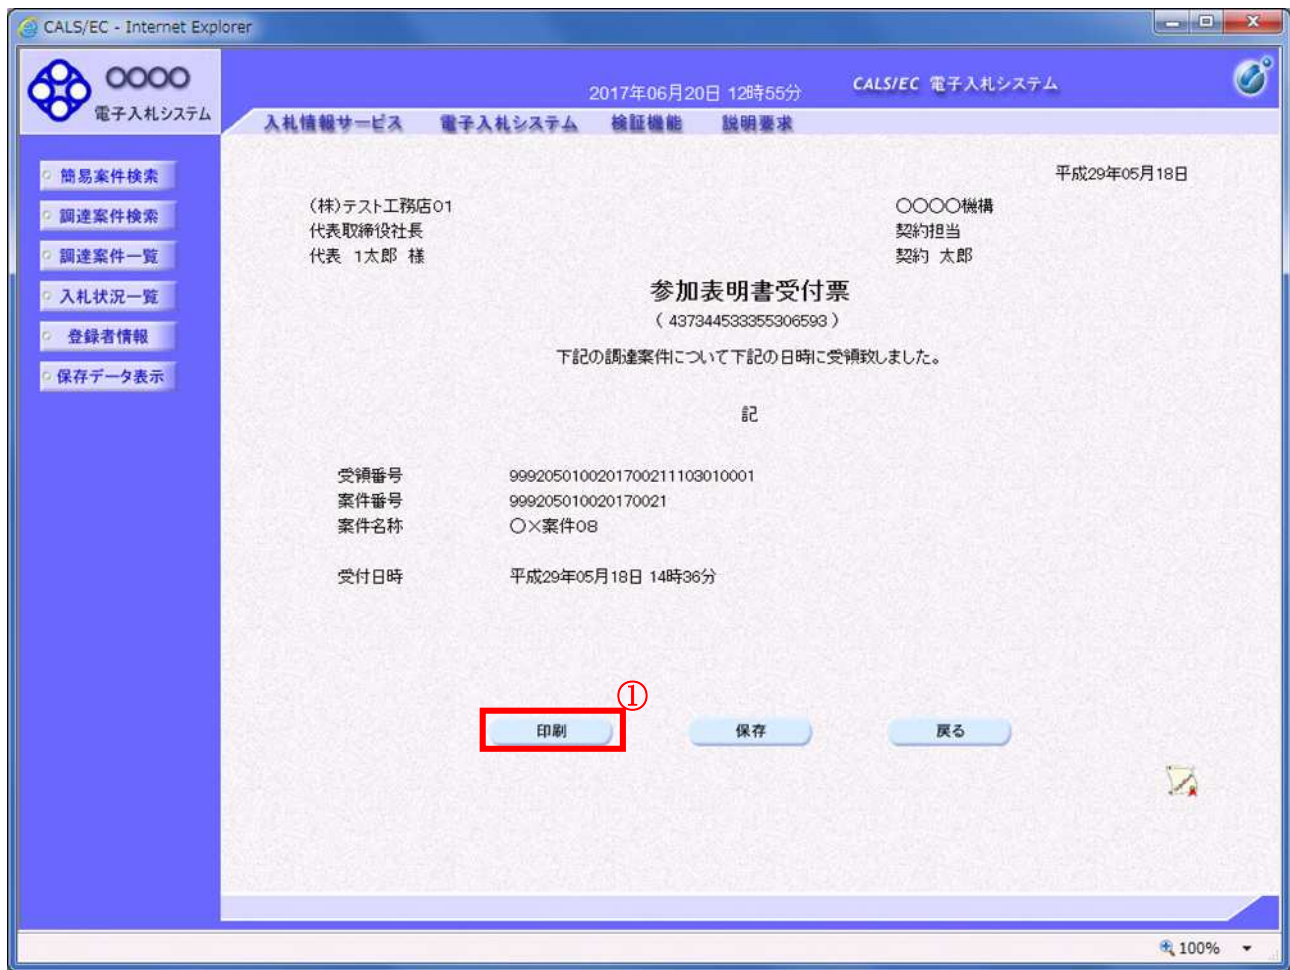 CALS/EC - Internet Explorer
〇〇〇〇
電子入札システム
2017年06月20日 12時55分
CALS/EC 電子入札システム
入札情報サービス 電子入札システム 検証機能 説明要求
簡易案件検索
調達案件検索
調達案件一覧
入札状況一覧
登録者情報
保存データ表示
平成29年05月18日
(株)テスト工務店01
代表取締役社長
代表 1太郎 様
〇〇〇〇機構
契約担当
契約 太郎
参加表明書受付票
( 437344533355306593 )
下記の調達案件について下記の日時に受領致しました。
記
受領番号 9992050100201700211103010001
案件番号 999205010020170021
案件名称 〇×案件08
受付日時 平成29年05月18日 14時36分
①
印刷 保存 戻る
100%